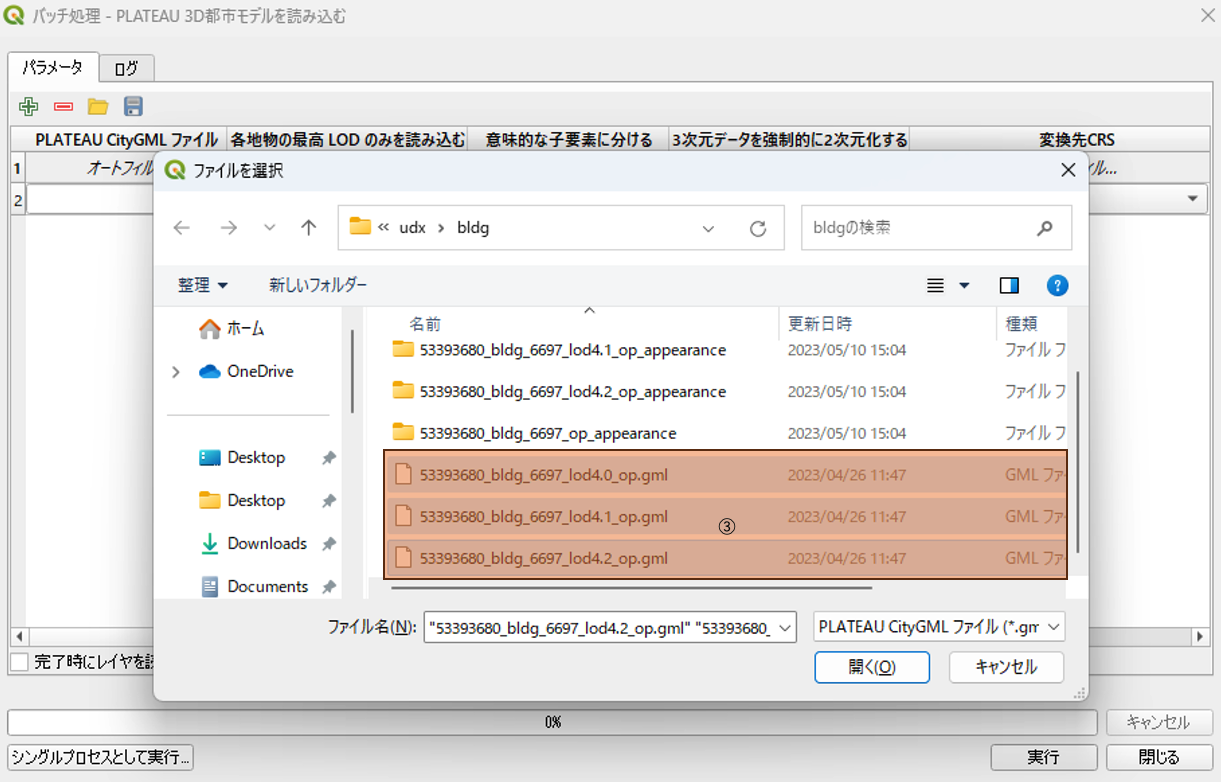 バッチ処理 - PLATEAU 3D都市モデルを読み込む
パラメータ ログ
PLATEAU CityGML ファイル 各地物の最高 LOD のみを読み込む 意味的な子要素に分ける 3次元データを強制的に2次元化する 変換先CRS
1 オートフィル ィル...
2
ファイルを選択
« udx › bldg bldgの検索
整理 新しいフォルダー
ホーム
OneDrive
Desktop
Desktop
Downloads
Documents
名前 更新日時 種類
53393680_bldg_6697_lod4.1_op_appearance 2023/05/10 15:04 ファイル フ
53393680_bldg_6697_lod4.2_op_appearance 2023/05/10 15:04 ファイル フ
53393680_bldg_6697_op_appearance 2023/05/10 15:04 ファイル フ
53393680_bldg_6697_lod4.0_op.gml 2023/04/26 11:47 GML ファ
53393680_bldg_6697_lod4.1_op.gml 2023/04/26 11:47 GML ファ
③
53393680_bldg_6697_lod4.2_op.gml 2023/04/26 11:47 GML ファ
ファイル名(N): "53393680_bldg_6697_lod4.2_op.gml" "53393680_ PLATEAU CityGML ファイル (*.gm
開く(O) キャンセル
完了時にレイヤを読
0% キャンセル
シングルプロセスとして実行... 実行 閉じる